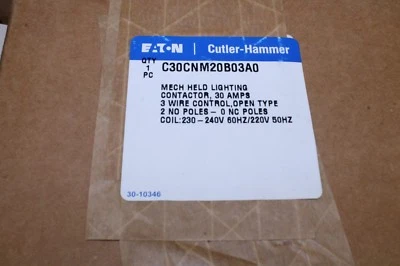 EATON | Cutler-Hammer
QTY C30CNM20B03A0
1
PC
MECH HELD LIGHTING
CONTACTOR, 30 AMPS
3 WIRE CONTROL,OPEN TYPE
2 NO POLES- 0 NC POLES
COIL:230-240V 60HZ/220V 50HZ
30-10346